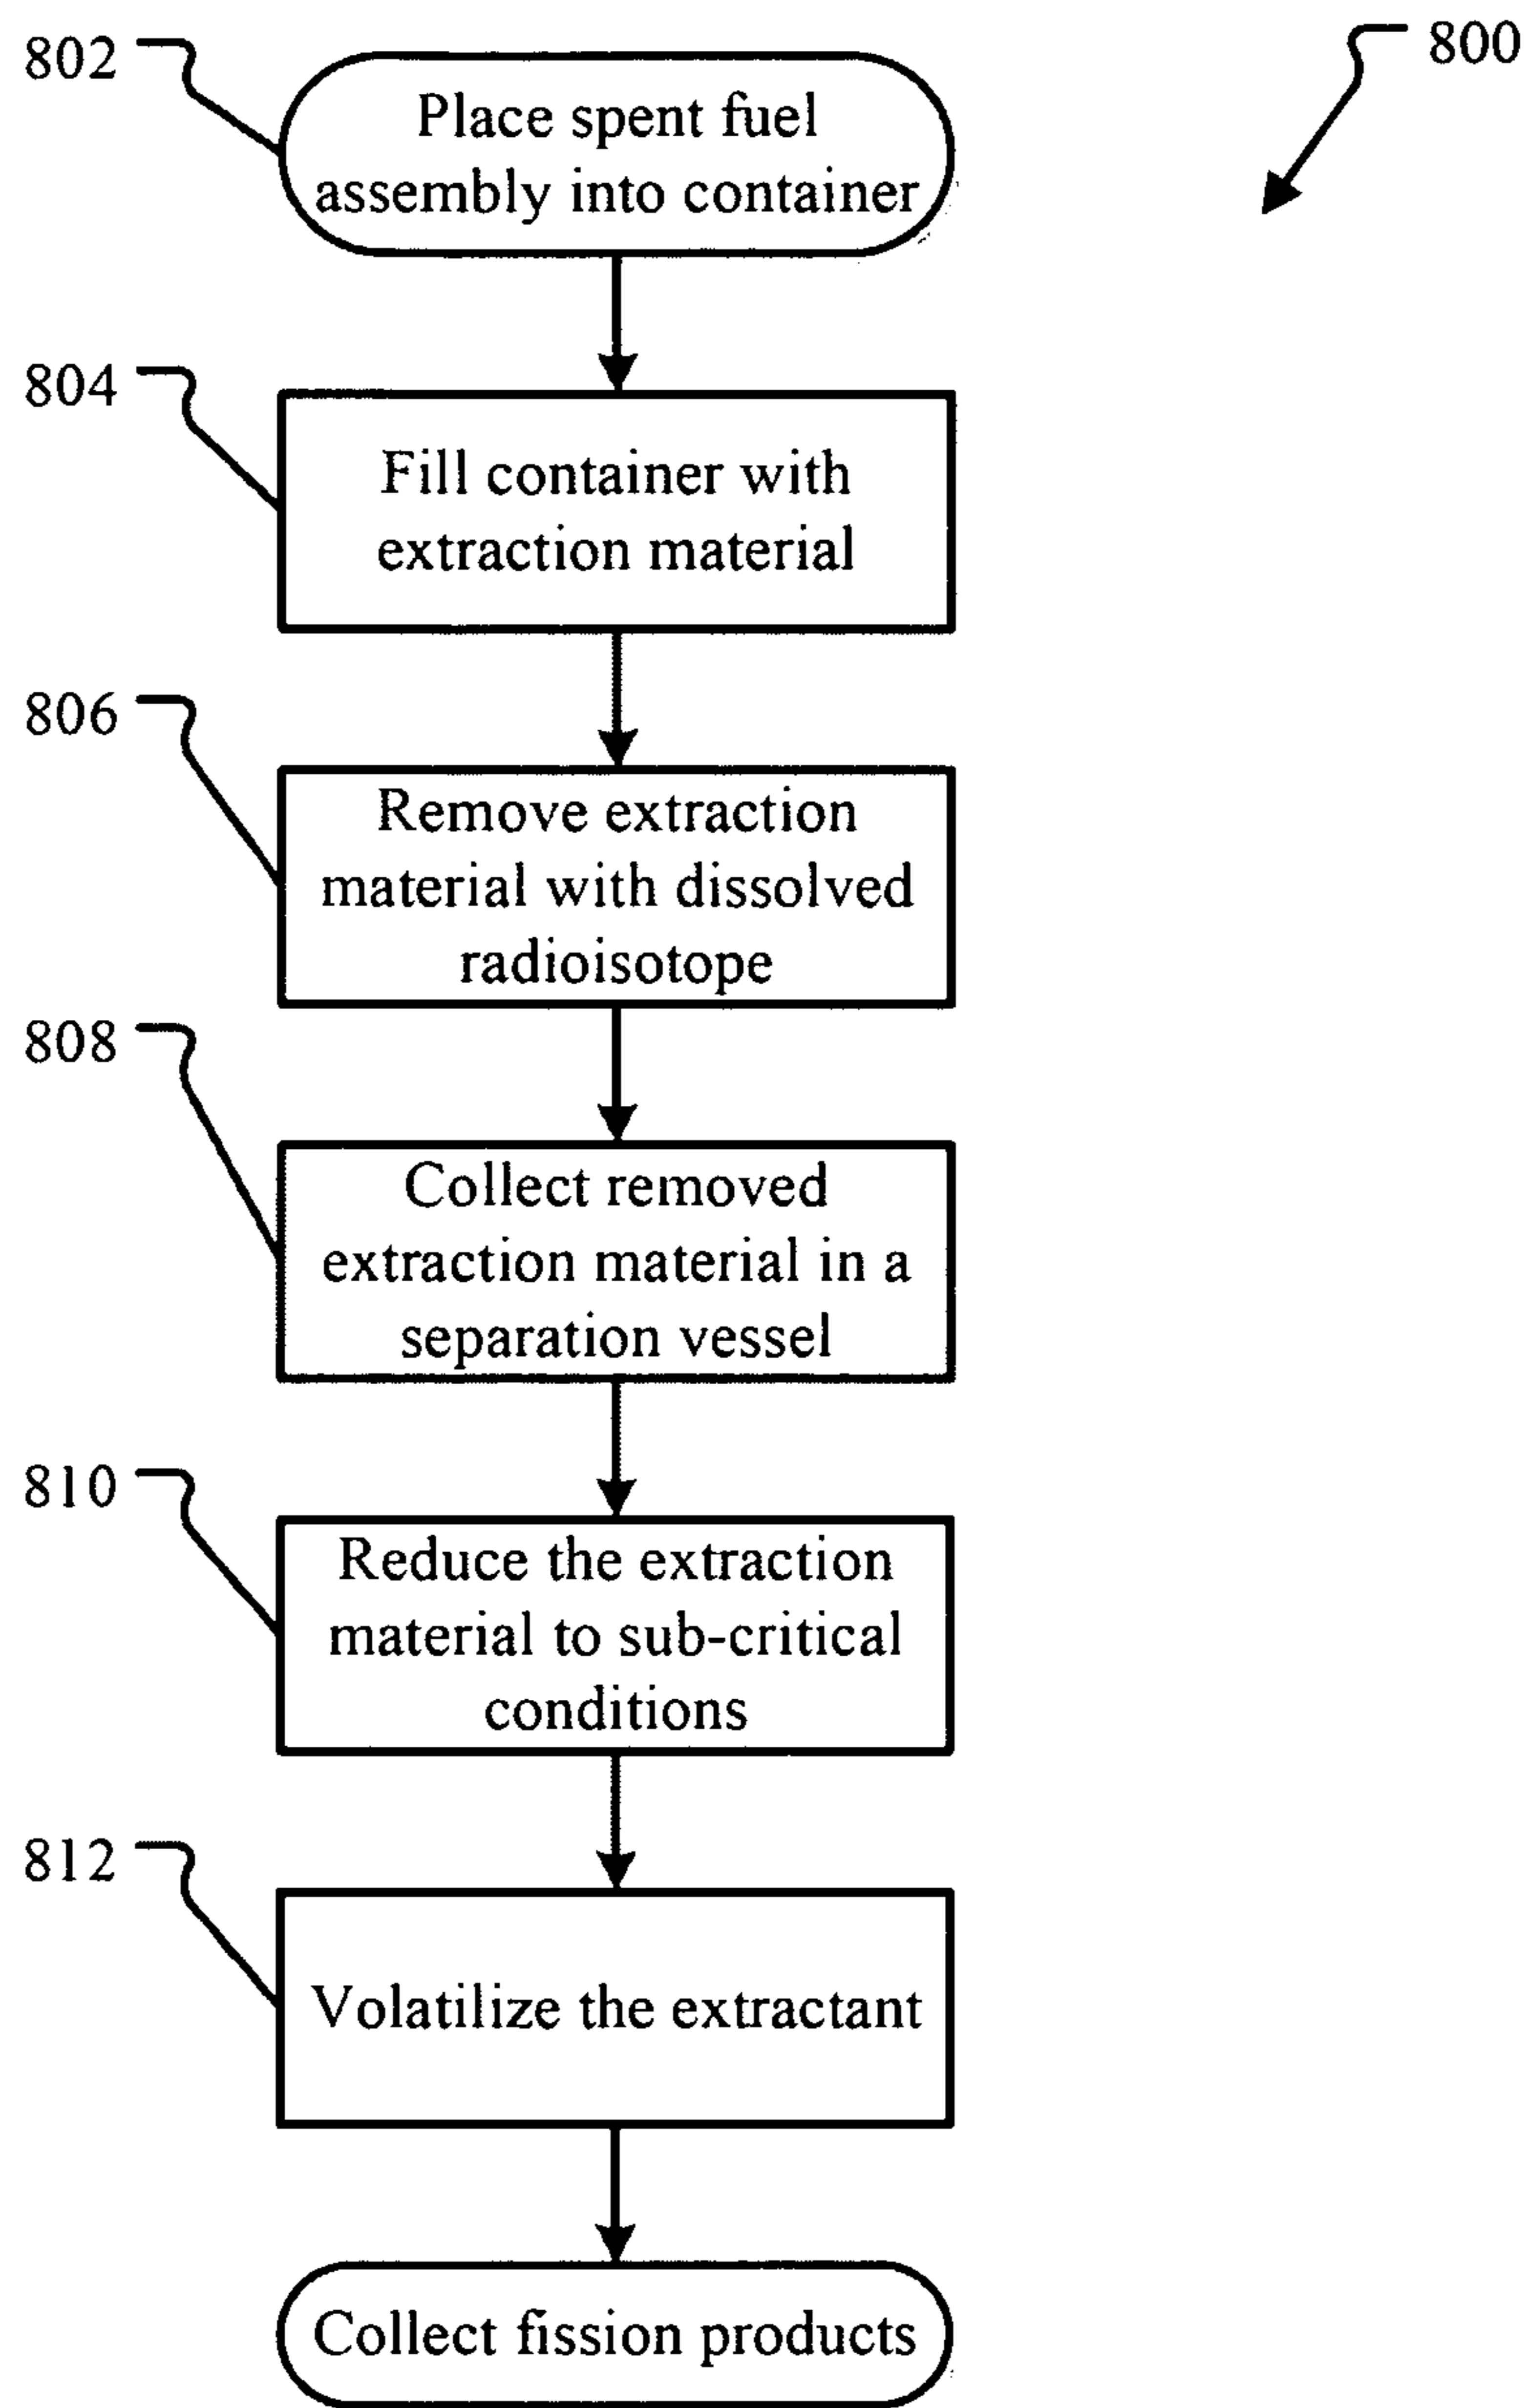 800
802
Place spent fuel
assembly into container
804
Fill container with
extraction material
806
Remove extraction
material with dissolved
radioisotope
808
Collect removed
extraction material in a
separation vessel
810
Reduce the extraction
material to sub-critical
conditions
812
Volatilize the extractant
Collect fission products